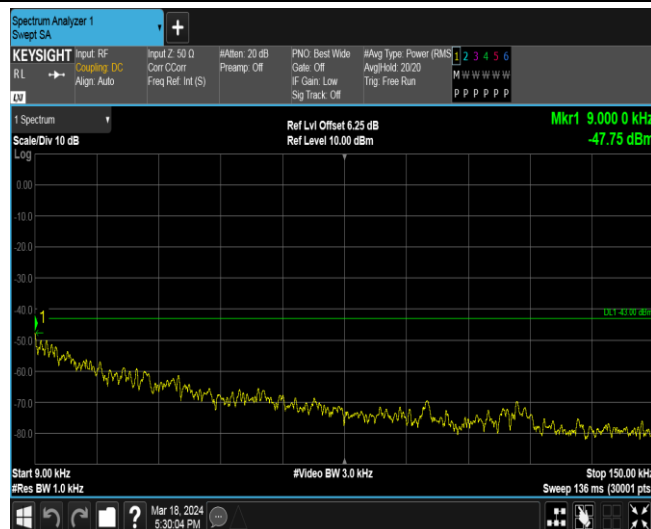 Spectrum Analyzer 1
Swept SA
+
KEYSIGHT
RL
LXI
Input: RF
Coupling: DC
Align: Auto
Input Z: 50 Ω
Corr CCorr
Freq Ref: Int (S)
#Atten: 20 dB
Preamp: Off
PNO: Best Wide
Gate: Off
IF Gain: Low
Sig Track: Off
#Avg Type: Power (RMS
Avg|Hold: 20/20
Trig: Free Run
1 2 3 4 5 6
M W W W W W
P P P P P P
1 Spectrum
Scale/Div 10 dB
Ref Lvl Offset 6.25 dB
Ref Level 10.00 dBm
Mkr1 9.000 0 kHz
-47.75 dBm
Log
0.00
-10.0
-20.0
-30.0
-40.0
1
DL1 -43.00 dBm
-50.0
-60.0
-70.0
-80.0
Start 9.00 kHz
#Video BW 3.0 kHz
Stop 150.00 kHz
#Res BW 1.0 kHz
Sweep 136 ms (30001 pts
?
Mar 18, 2024
5:30:04 PM